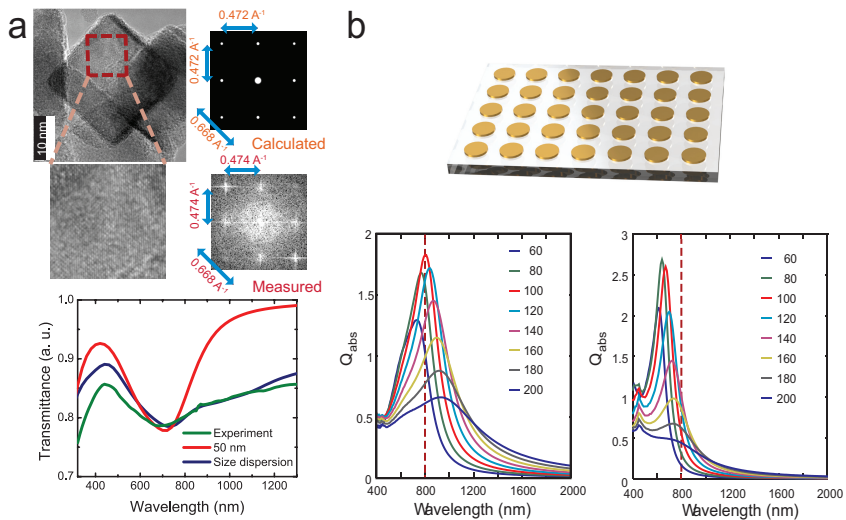 a
0.472 A⁻¹
0.472 A⁻¹
0.668 A⁻¹
Calculated
10 nm
0.474 A⁻¹
0.474 A⁻¹
0.668 A⁻¹
Measured
1.0
0.9
0.8
0.7
Transmittance (a. u.)
Experiment
50 nm
Size dispersion
400 600 800 1000 1200
Wavelength (nm)
b
2
1.5
1
0.5
0
Qabs
60
80
100
120
140
160
180
200
400 800 1200 1600 2000
Wavelength (nm)
3
2.5
2
1.5
1
0.5
0
Qabs
60
80
100
120
140
160
180
200
400 800 1200 1600 2000
Wavelength (nm)